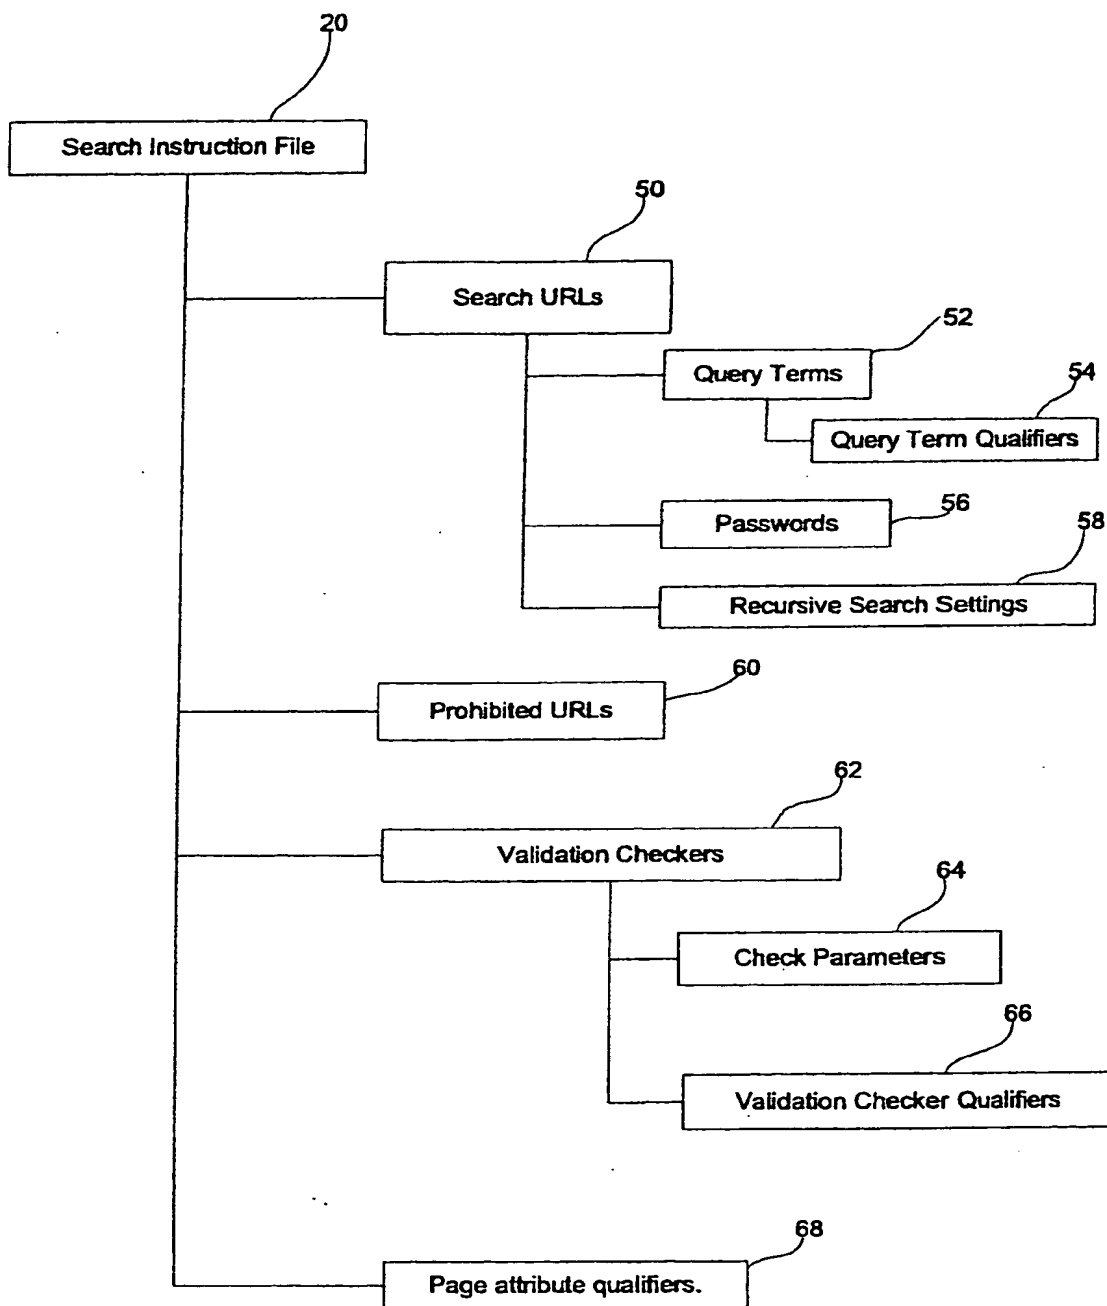 20
Search Instruction File
50
Search URLs
52
Query Terms
54
Query Term Qualifiers
Passwords
56
58
Recursive Search Settings
60
Prohibited URLs
62
Validation Checkers
64
Check Parameters
66
Validation Checker Qualifiers
68
Page attribute qualifiers.